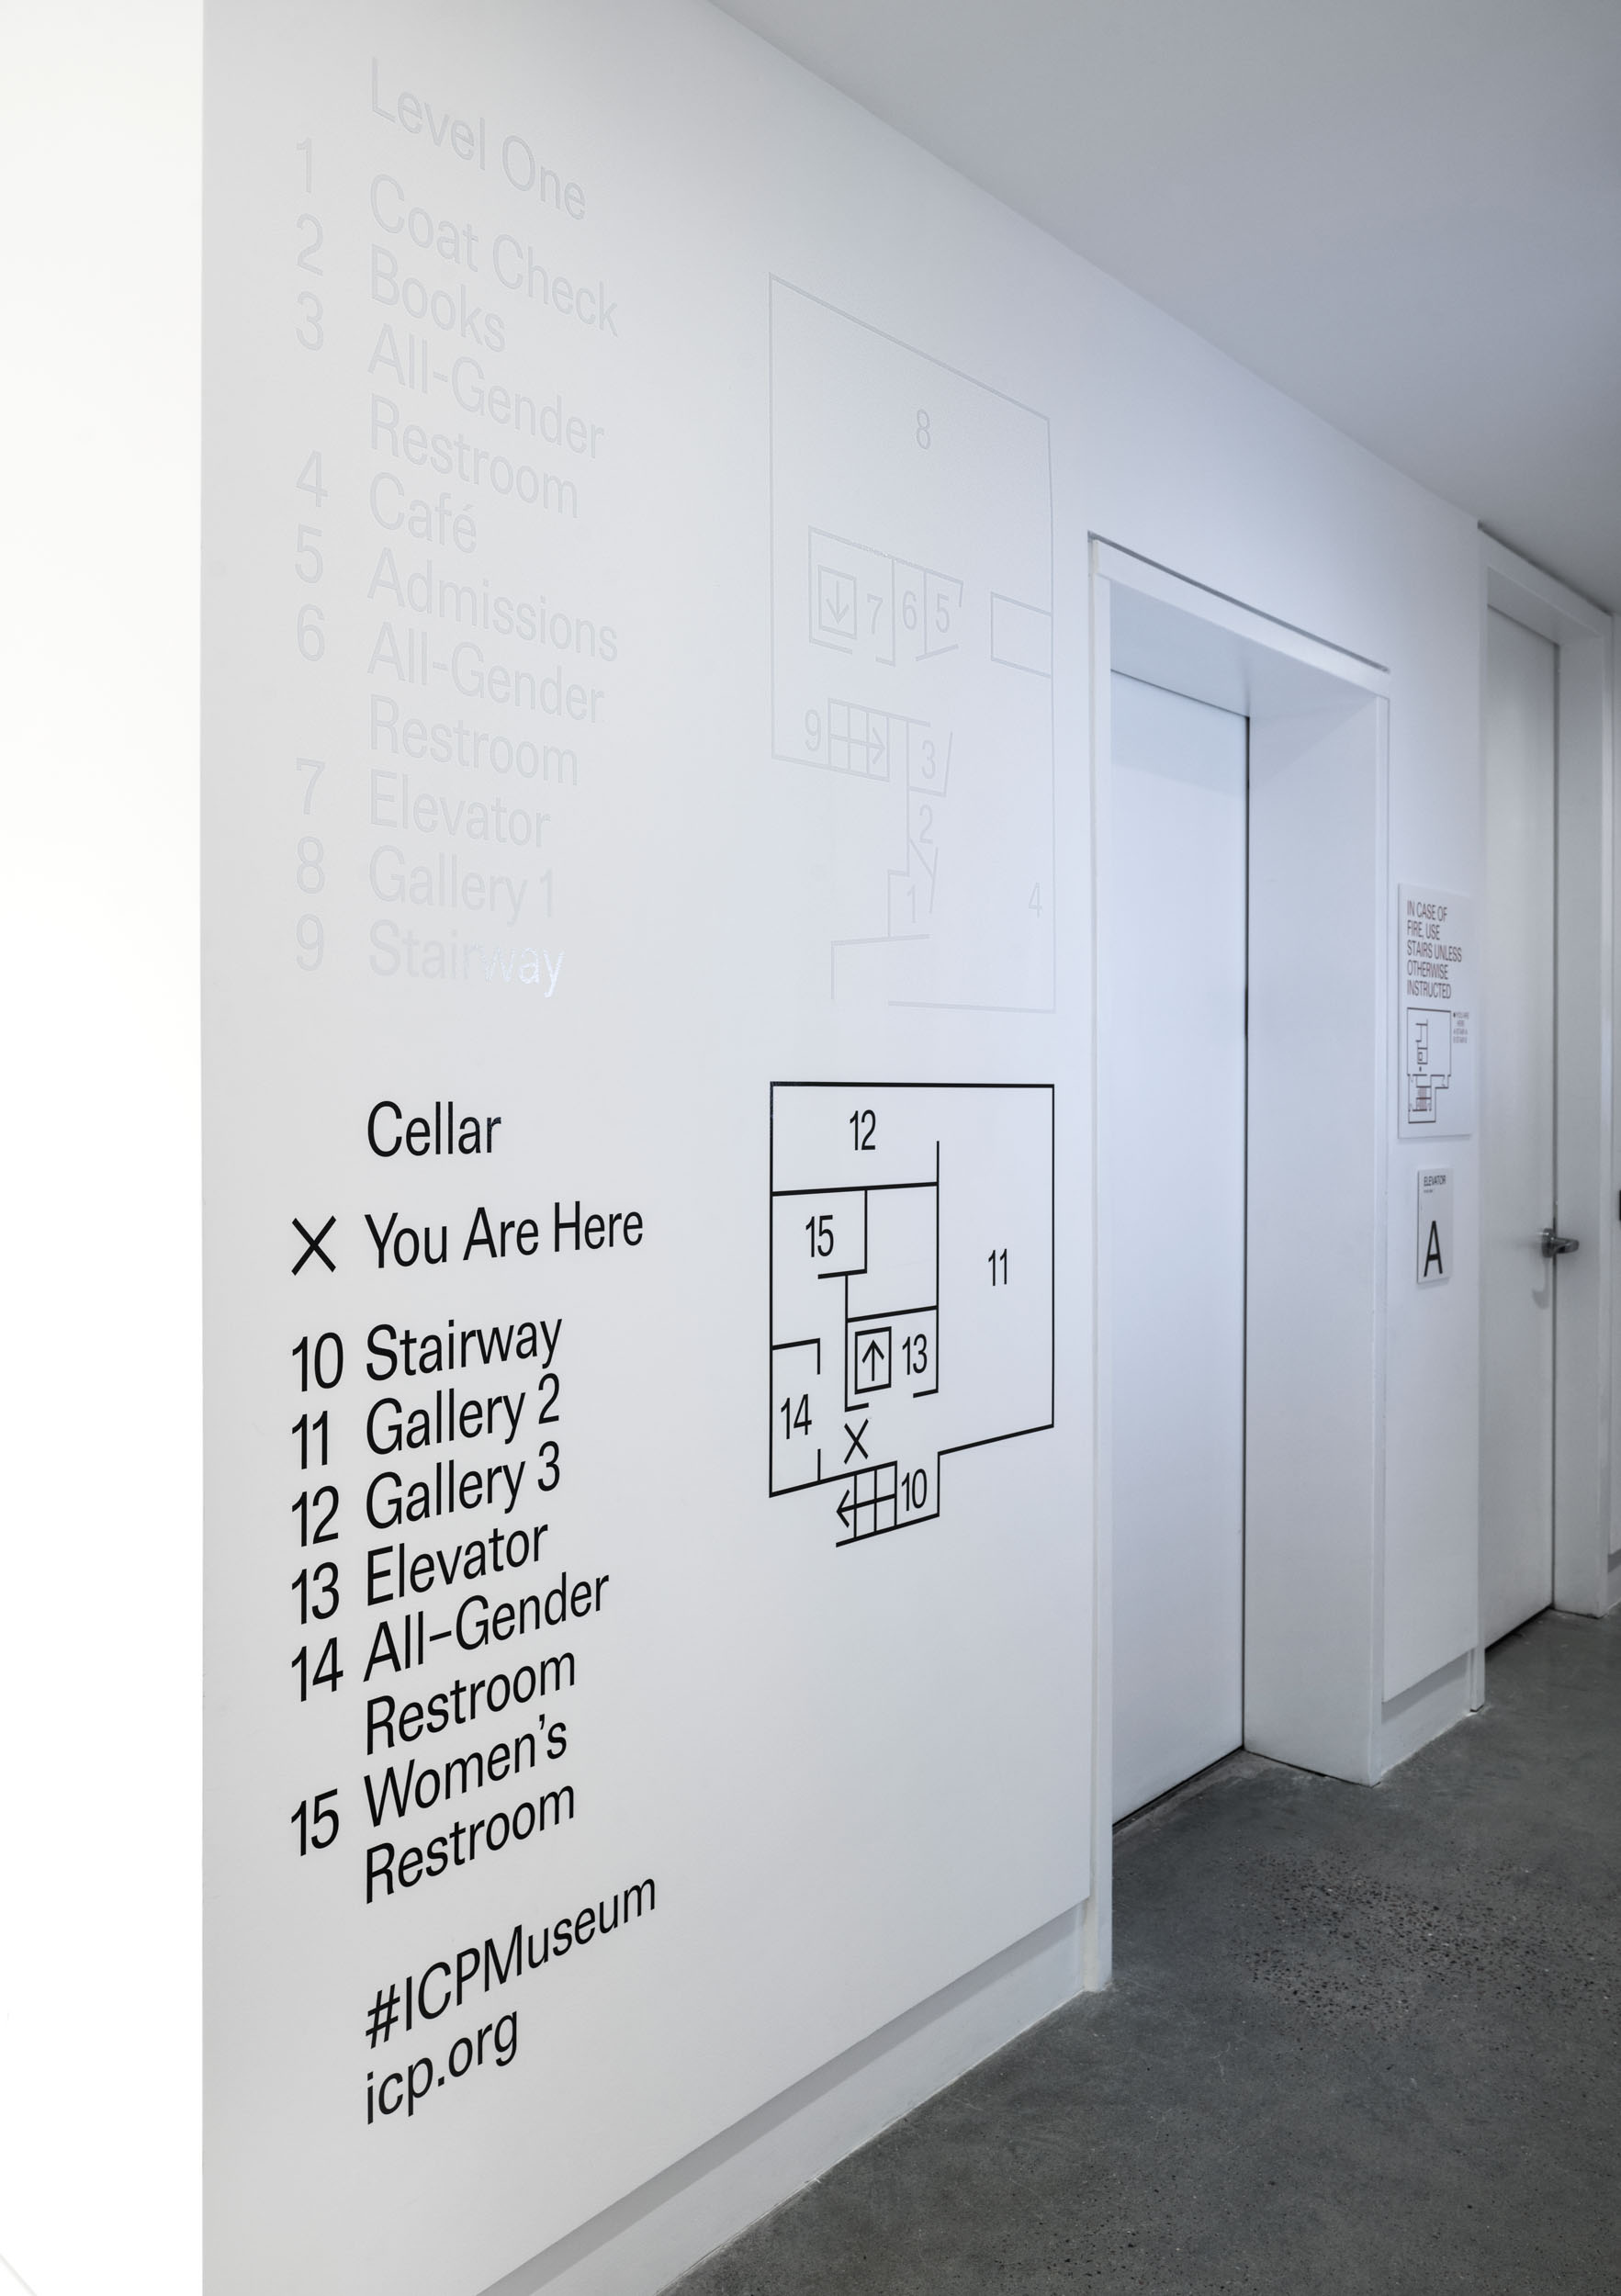 Level One
1 Coat Check
2 Books
3 All-Gender
Restroom
4 Café
5 Admissions
6 All-Gender
Restroom
7 Elevator
8 Gallery 1
9 Stairway
8
7 6 5
9
3
2
1
4
Cellar
× You Are Here
10 Stairway
11 Gallery 2
12 Gallery 3
13 Elevator
14 All-Gender
Restroom
15 Women’s
Restroom
12
15
11
13
14
×
10
#ICPMuseum
icp.org
IN CASE OF
FIRE, USE
STAIRS UNLESS
OTHERWISE
INSTRUCTED
YOU ARE
HERE
ELEVATOR
A